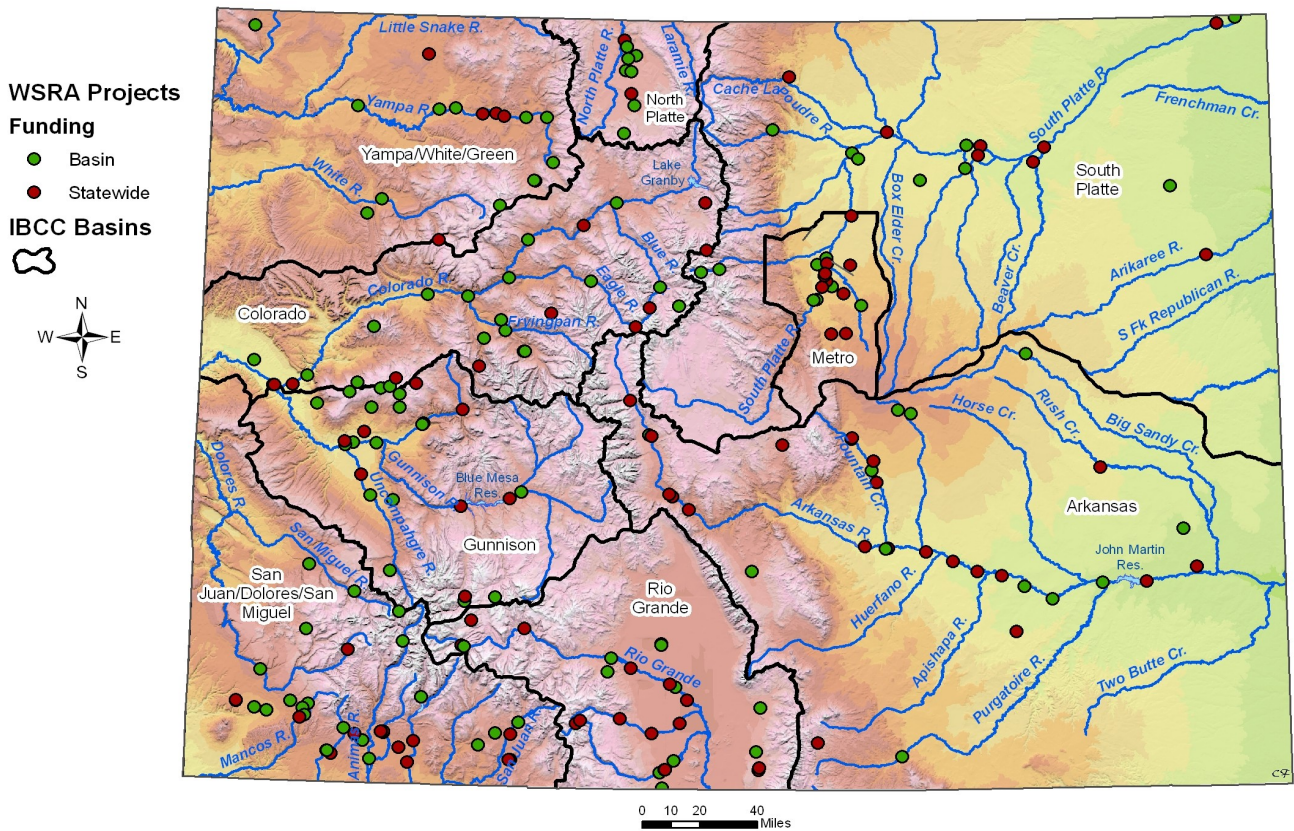 WSRA Projects
Funding
Basin
Statewide
IBCC Basins
N
W E
S
Little Snake R.
North Platte R.
Laramie R.
Cache La Poudre R.
South Platte R.
Frenchman Cr.
Yampa R.
North
Platte
Yampa/White/Green
White R.
Lake
Granby
South
Platte
Box Elder Cr.
Beaver Cr.
Arikaree R.
S Fk Republican R.
Blue R.
Eagle R.
Colorado R.
Colorado
Fryingpan R.
South Platte R.
Metro
Horse Cr.
Rush Cr.
Big Sandy Cr.
Dolores R.
Gunnison R.
Blue Mesa
Res.
Uncompahgre R.
Fountain Cr.
Arkansas R.
Arkansas
Gunnison
San Miguel R.
John Martin
Res.
San
Juan/Dolores/San
Miguel
Rio
Grande
Huerfano R.
Apishapa R.
Purgatoire R.
Two Butte Cr.
Rio Grande
Mancos R.
Animas R.
San Juan R.
CF
0 10 20 40
Miles